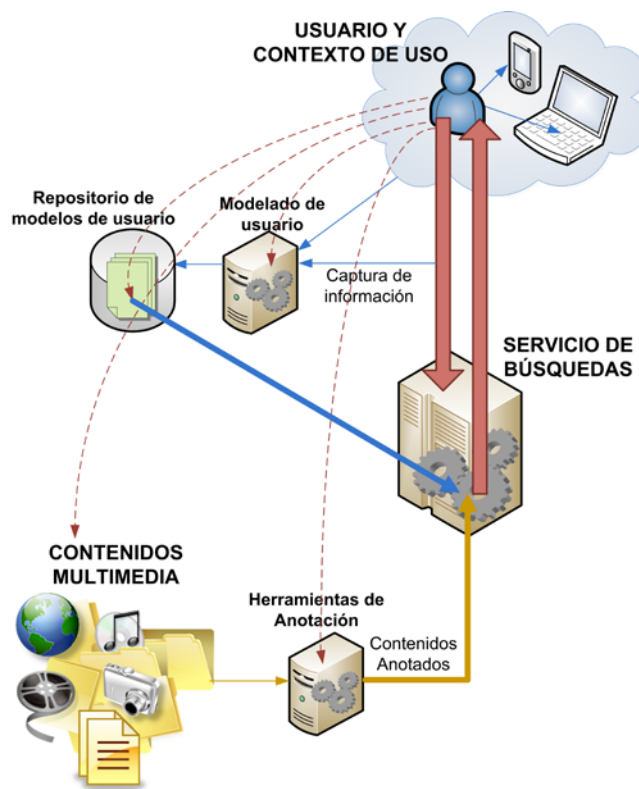 USUARIO Y
CONTEXTO DE USO
Repositorio de
modelos de usuario
Modelado de
usuario
Captura de
información
SERVICIO DE
BÚSQUEDAS
CONTENIDOS
MULTIMEDIA
Herramientas de
Anotación
Contenidos
Anotados